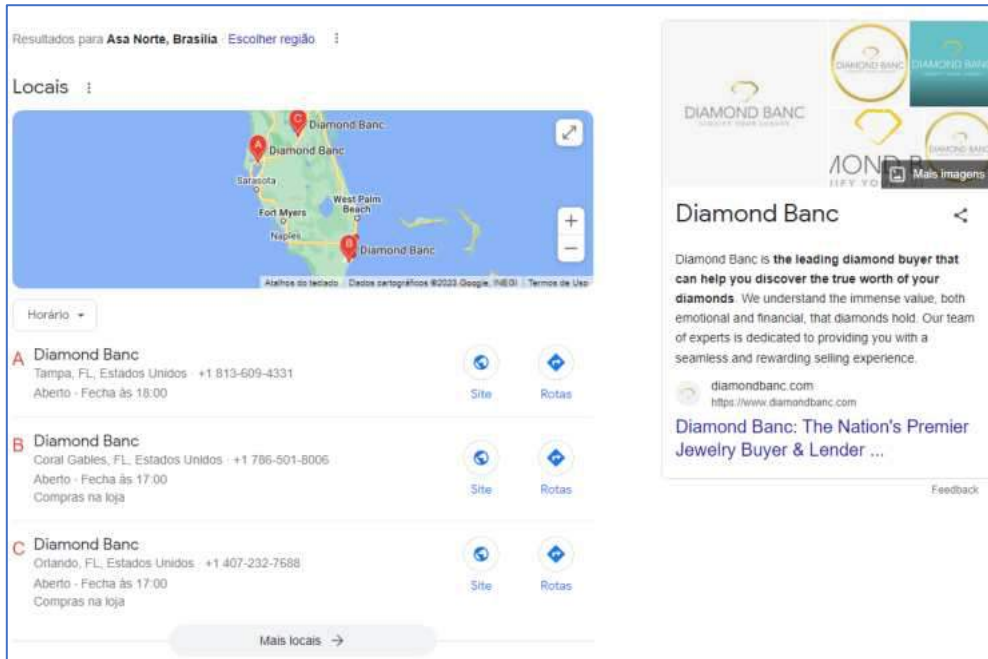 Resultados para Asa Norte, Brasília · Escolher região
Locais
Diamond Banc
Diamond Banc
Sarasota
Fort Myers
West Palm
Beach
Naples
Diamond Banc
Atalhos do teclado Dados cartográficos ©2023 Google, INEGI Termos de Uso
Horário
A Diamond Banc
Tampa, FL, Estados Unidos · +1 813-609-4331
Aberto · Fecha às 18:00
Site Rotas
B Diamond Banc
Coral Gables, FL, Estados Unidos · +1 786-501-8006
Aberto · Fecha às 17:00
Compras na loja
Site Rotas
C Diamond Banc
Orlando, FL, Estados Unidos · +1 407-232-7688
Aberto · Fecha às 17:00
Compras na loja
Site Rotas
Mais locais →
DIAMOND BANC
DIAMOND BANC
DIAMOND BANC
DIAMOND BANC
Mais imagens
Diamond Banc
Diamond Banc is the leading diamond buyer that
can help you discover the true worth of your
diamonds. We understand the immense value, both
emotional and financial, that diamonds hold. Our team
of experts is dedicated to providing you with a
seamless and rewarding selling experience.
diamondbanc.com
https://www.diamondbanc.com
Diamond Banc: The Nation's Premier
Jewelry Buyer & Lender ...
Feedback